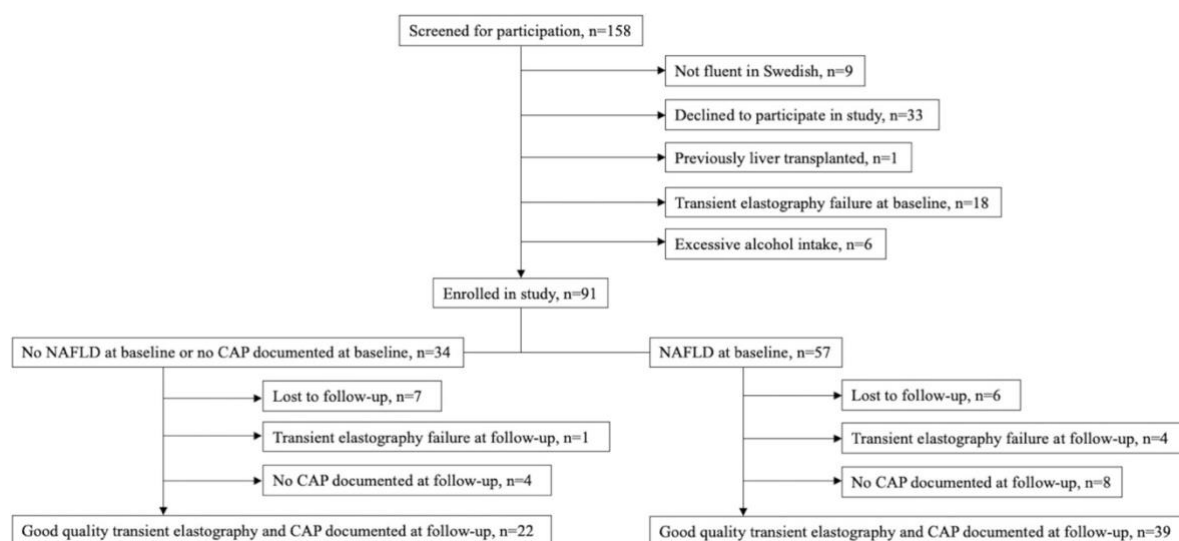 Screened for participation, n=158
Not fluent in Swedish, n=9
Declined to participate in study, n=33
Previously liver transplanted, n=1
Transient elastography failure at baseline, n=18
Excessive alcohol intake, n=6
Enrolled in study, n=91
No NAFLD at baseline or no CAP documented at baseline, n=34
NAFLD at baseline, n=57
Lost to follow-up, n=7
Lost to follow-up, n=6
Transient elastography failure at follow-up, n=1
Transient elastography failure at follow-up, n=4
No CAP documented at follow-up, n=4
No CAP documented at follow-up, n=8
Good quality transient elastography and CAP documented at follow-up, n=22
Good quality transient elastography and CAP documented at follow-up, n=39